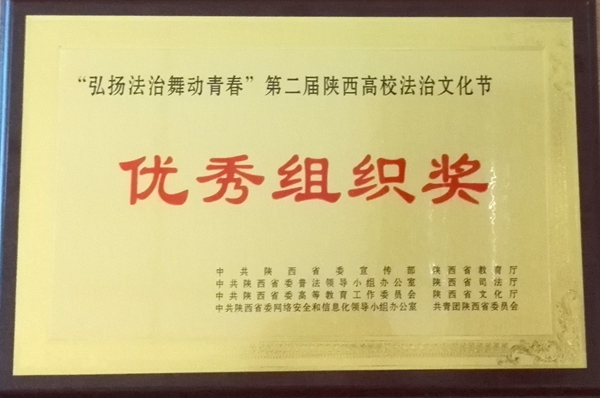 “弘扬法治舞动青春”第二届陕西高校法治文化节
优秀组织奖
中共陕西省委宣传部 陕西省教育厅
中共陕西省委普法领导小组办公室 陕西省司法厅
中共陕西省委高等教育工作委员会 陕西省文化厅
中共陕西省委网络安全和信息化领导小组办公室 共青团陕西省委员会